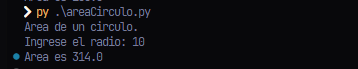 > py .\areaCirculo.py
Area de un circulo.
Ingrese el radio: 10
Area es 314.0